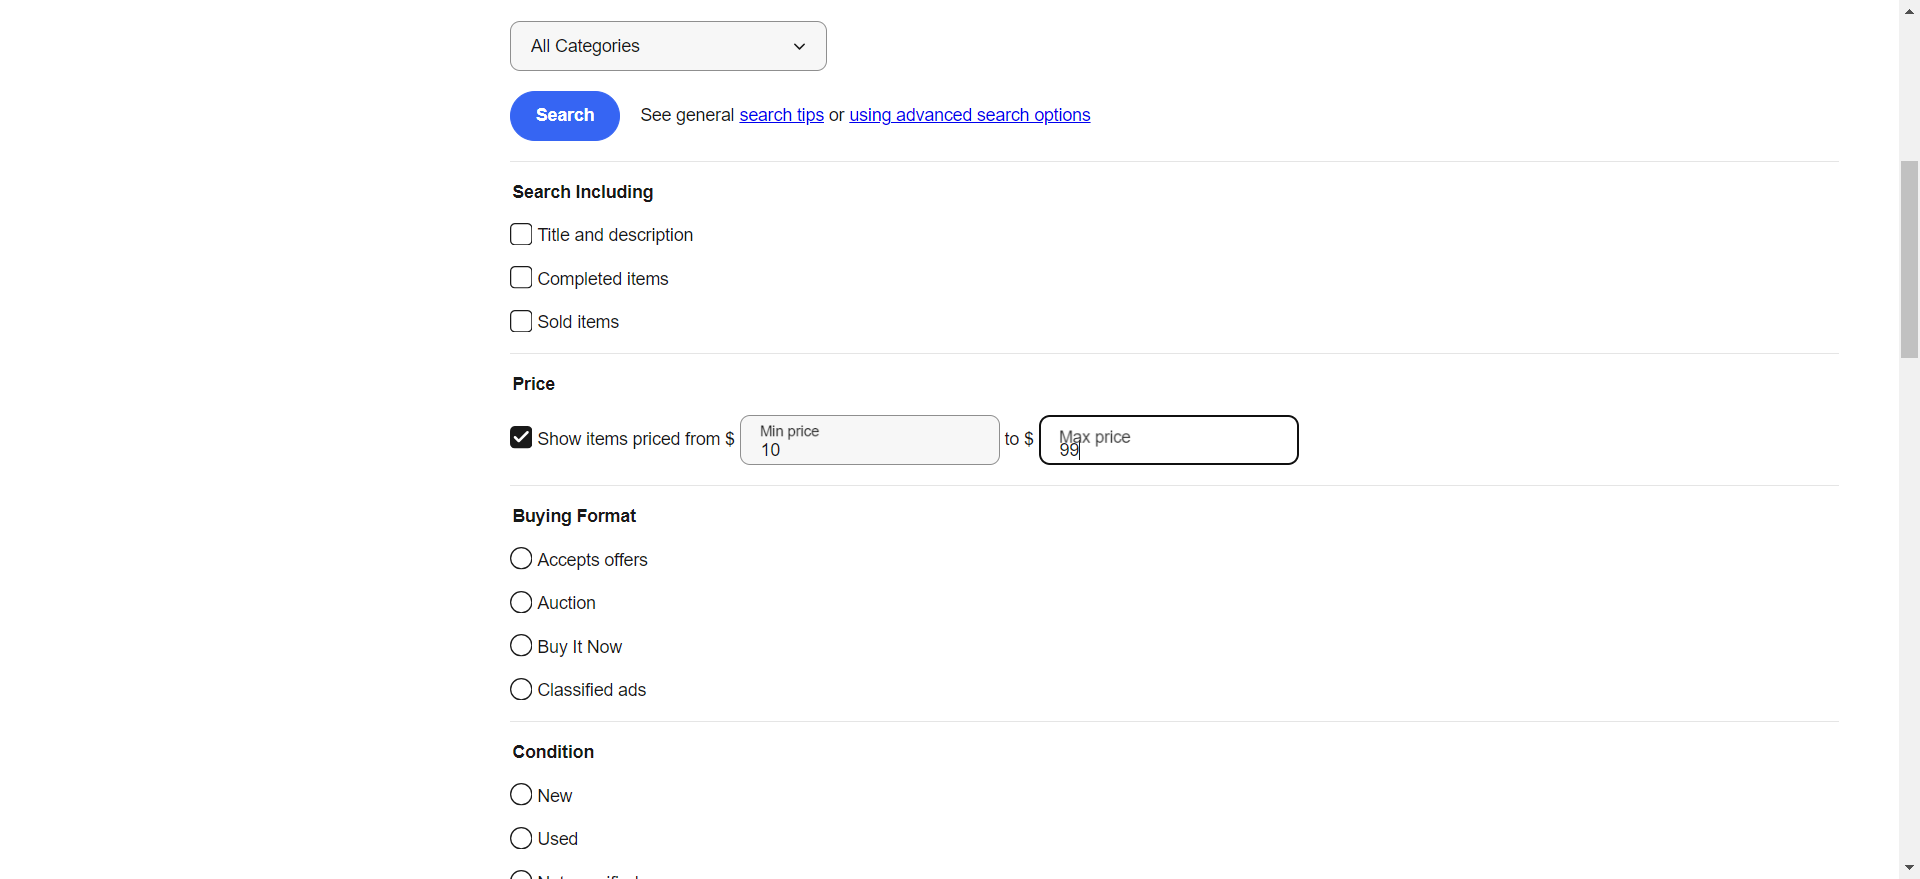 All Categories
Search See general search tips or using advanced search options
Search Including
Title and description
Completed items
Sold items
Price
Show items priced from $ Min price 10 to $ Max price 99
Buying Format
Accepts offers
Auction
Buy It Now
Classified ads
Condition
New
Used